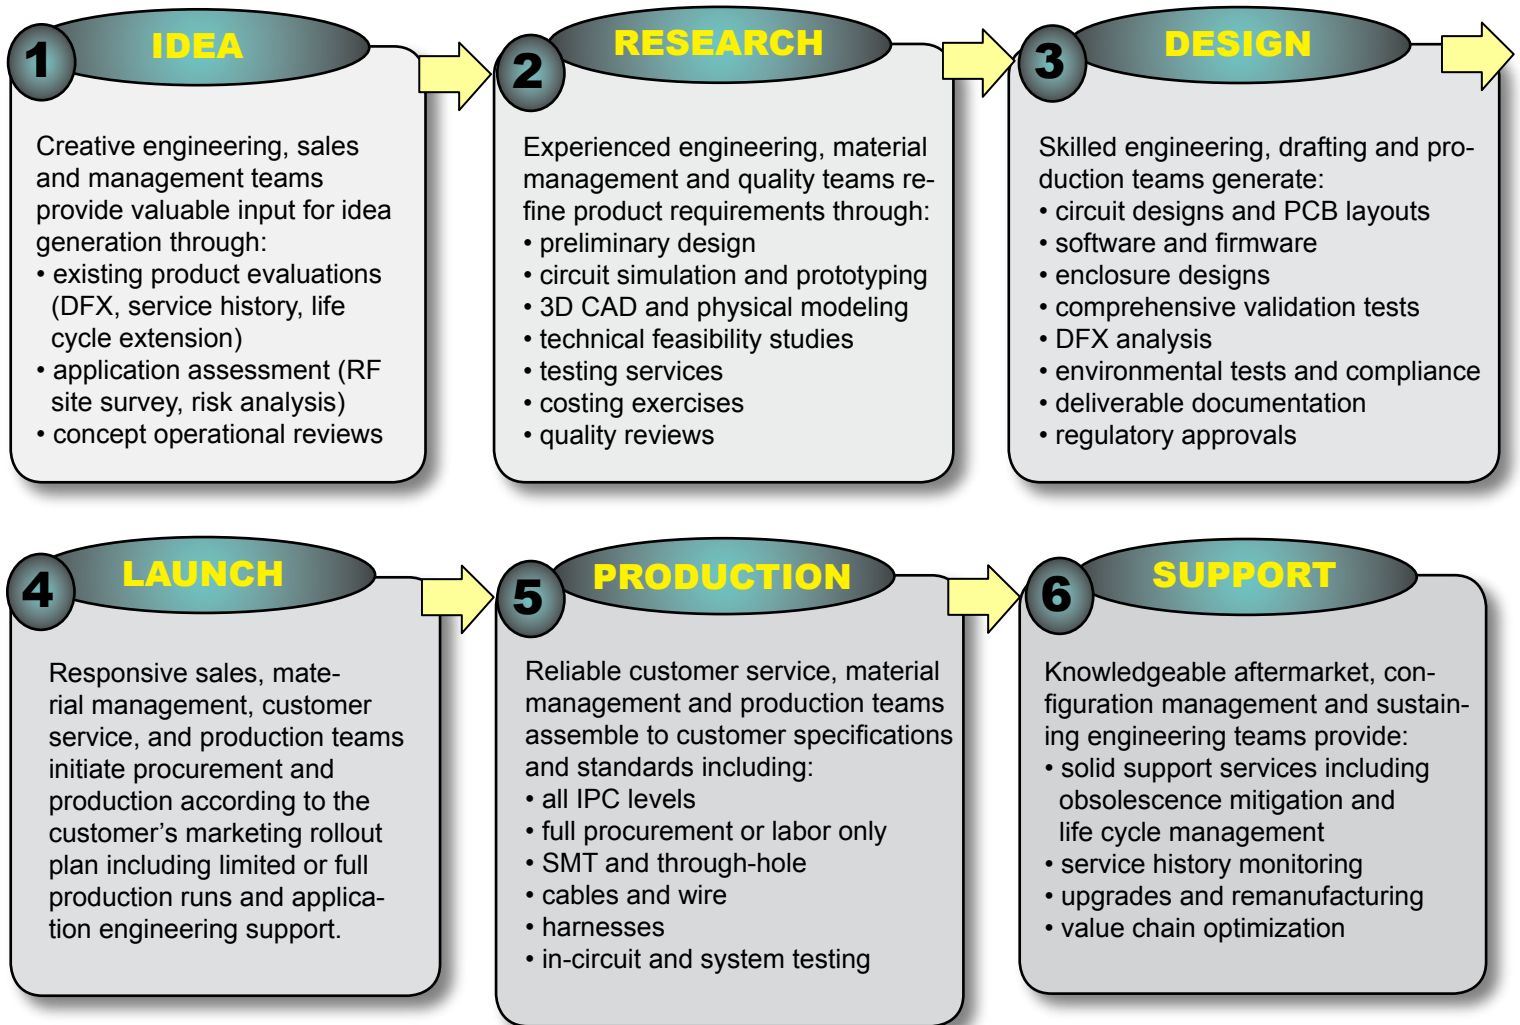 1
IDEA
Creative engineering, sales
and management teams
provide valuable input for idea
generation through:
• existing product evaluations
(DFX, service history, life
cycle extension)
• application assessment (RF
site survey, risk analysis)
• concept operational reviews
2
RESEARCH
Experienced engineering, material
management and quality teams re-
fine product requirements through:
• preliminary design
• circuit simulation and prototyping
• 3D CAD and physical modeling
• technical feasibility studies
• testing services
• costing exercises
• quality reviews
3
DESIGN
Skilled engineering, drafting and pro-
duction teams generate:
• circuit designs and PCB layouts
• software and firmware
• enclosure designs
• comprehensive validation tests
• DFX analysis
• environmental tests and compliance
• deliverable documentation
• regulatory approvals
4
LAUNCH
Responsive sales, mate-
rial management, customer
service, and production teams
initiate procurement and
production according to the
customer’s marketing rollout
plan including limited or full
production runs and applica-
tion engineering support.
5
PRODUCTION
Reliable customer service, material
management and production teams
assemble to customer specifications
and standards including:
• all IPC levels
• full procurement or labor only
• SMT and through-hole
• cables and wire
• harnesses
• in-circuit and system testing
6
SUPPORT
Knowledgeable aftermarket, con-
figuration management and sustain-
ing engineering teams provide:
• solid support services including
obsolescence mitigation and
life cycle management
• service history monitoring
• upgrades and remanufacturing
• value chain optimization